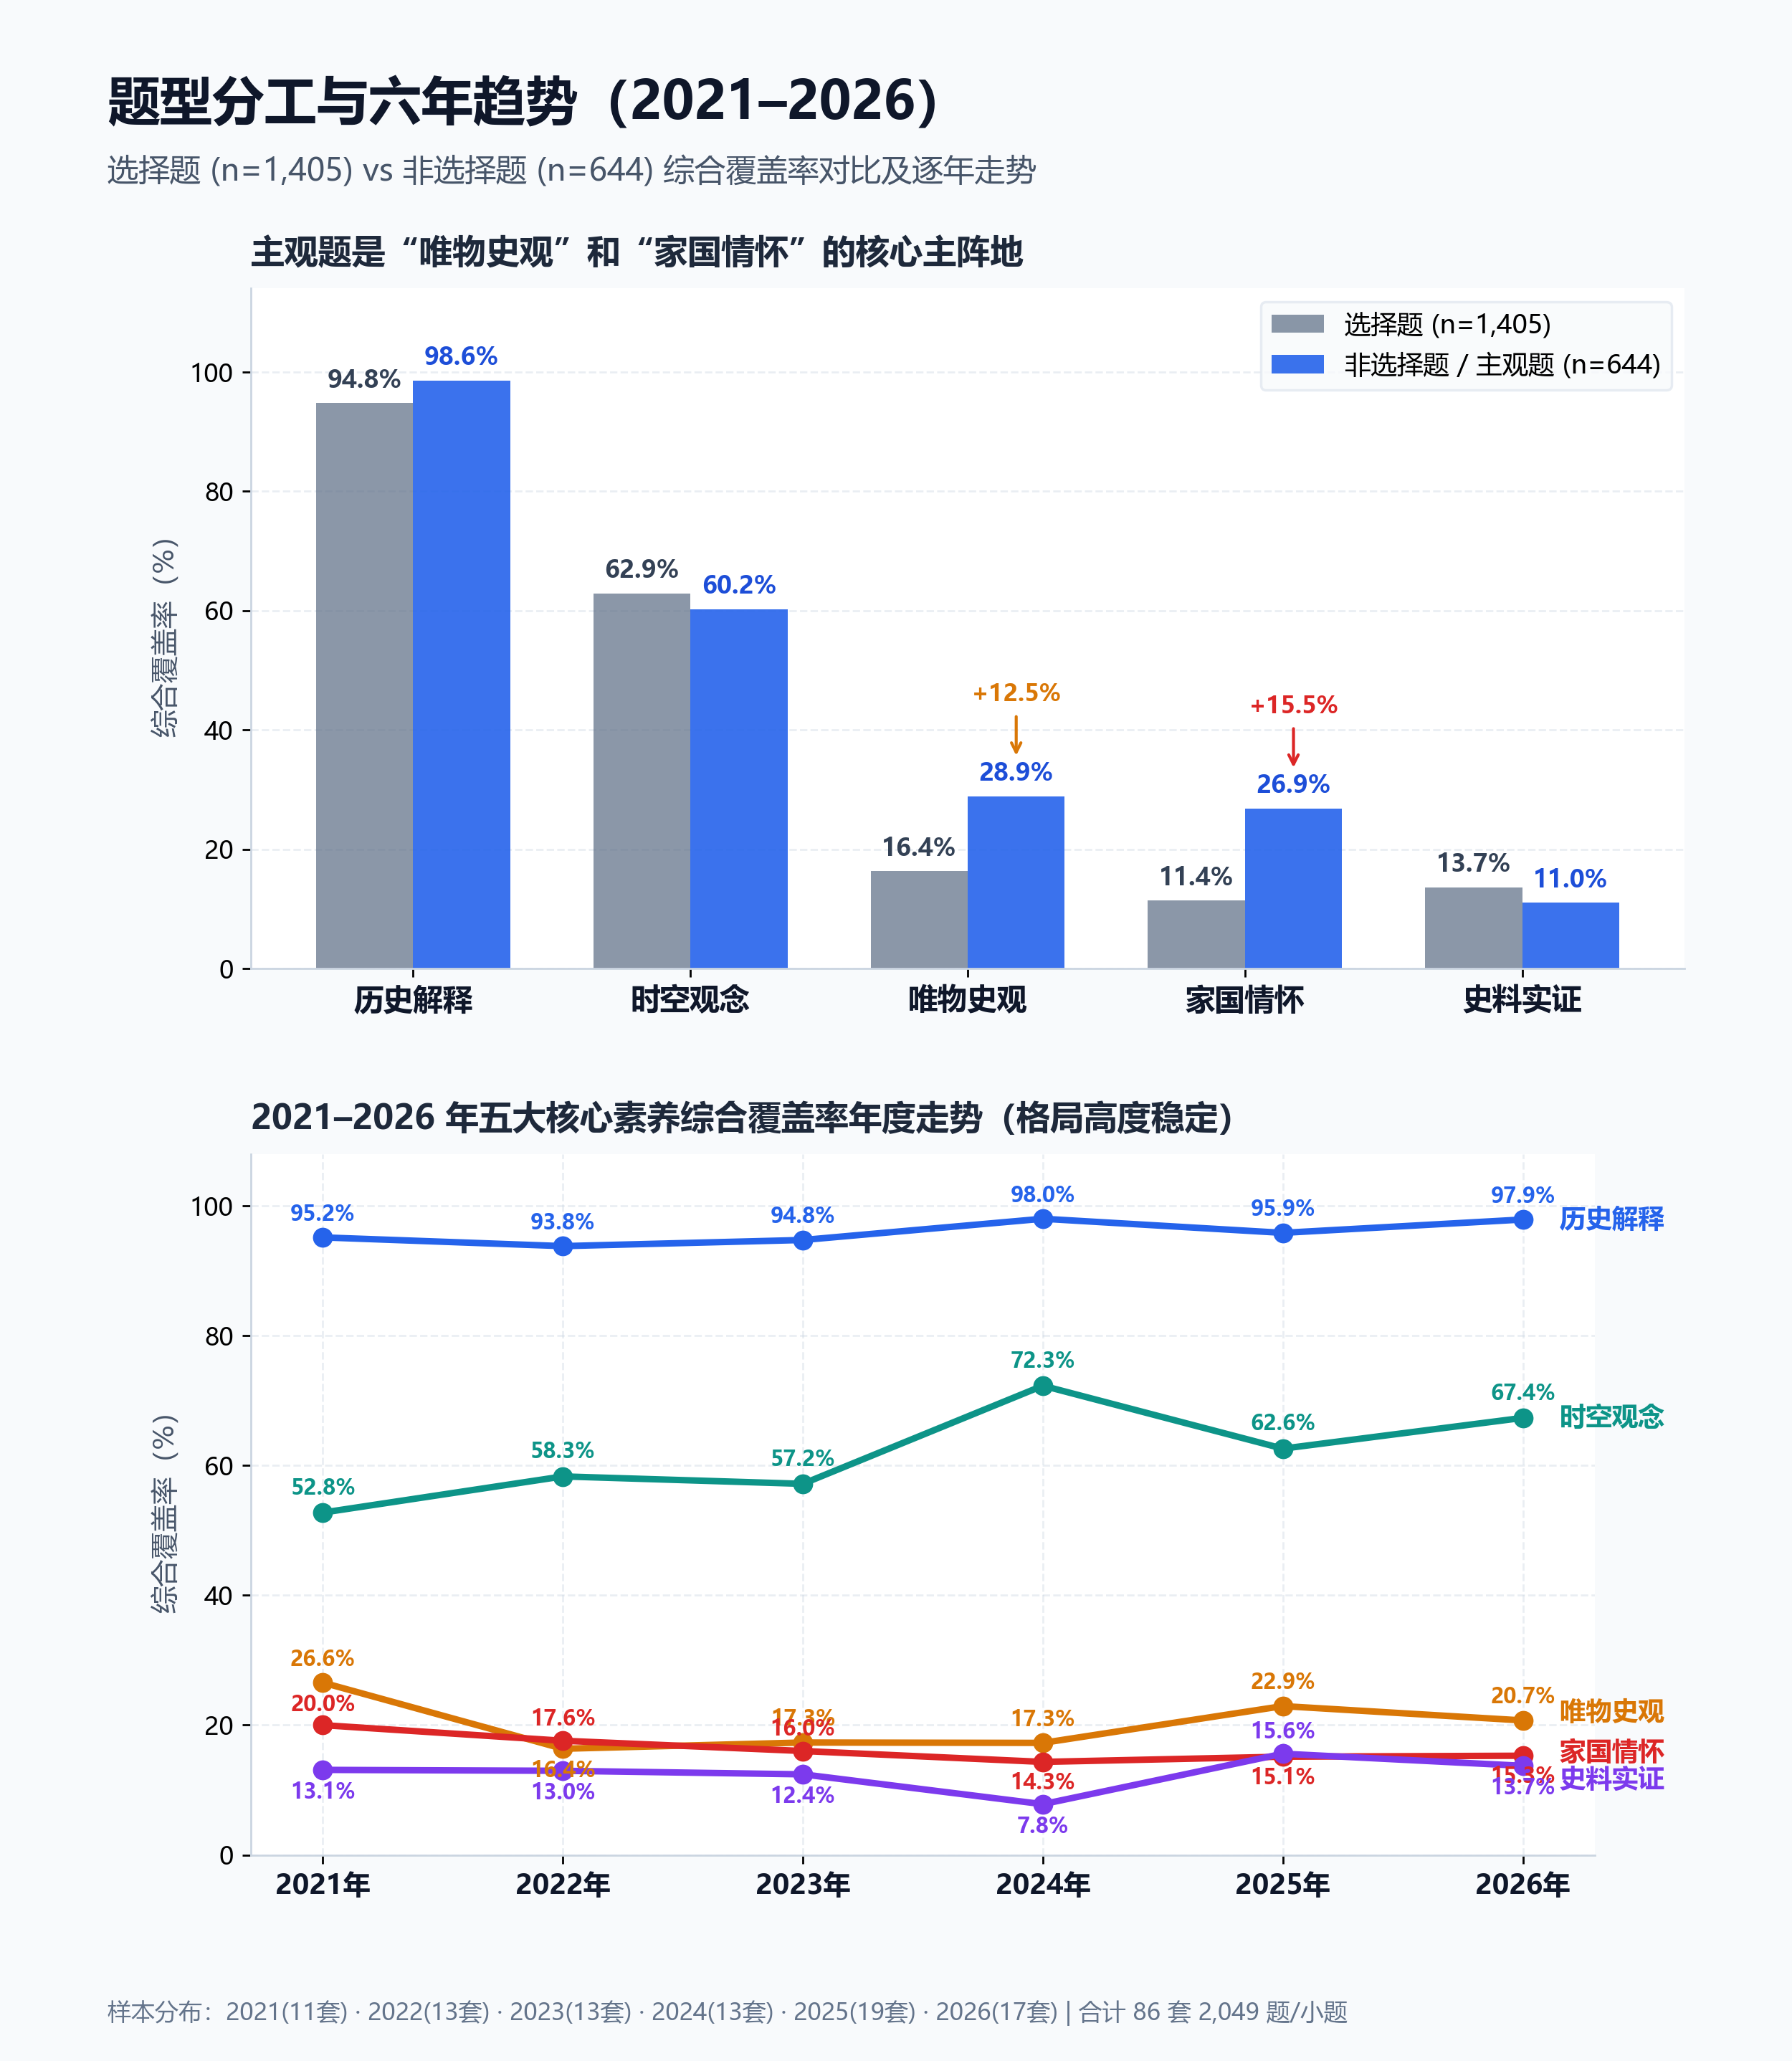 题型分工与六年趋势（2021–2026）
选择题 (n=1,405) vs 非选择题 (n=644) 综合覆盖率对比及逐年走势
主观题是“唯物史观”和“家国情怀”的核心主阵地
选择题 (n=1,405)
非选择题 / 主观题 (n=644)
综合覆盖率（%）
100
80
60
40
20
0
94.8%
98.6%
62.9%
60.2%
16.4%
+12.5%
28.9%
11.4%
+15.5%
26.9%
13.7%
11.0%
历史解释
时空观念
唯物史观
家国情怀
史料实证
2021–2026 年五大核心素养综合覆盖率年度走势（格局高度稳定）
综合覆盖率（%）
100
80
60
40
20
0
95.2%
93.8%
94.8%
98.0%
95.9%
97.9%
历史解释
52.8%
58.3%
57.2%
72.3%
62.6%
67.4%
时空观念
26.6%
16.4%
17.3%
17.3%
22.9%
20.7%
唯物史观
20.0%
17.6%
16.0%
14.3%
15.1%
15.3%
家国情怀
13.1%
13.0%
12.4%
7.8%
15.6%
13.7%
史料实证
2021年
2022年
2023年
2024年
2025年
2026年
样本分布：2021(11套) · 2022(13套) · 2023(13套) · 2024(13套) · 2025(19套) · 2026(17套) | 合计 86 套 2,049 题/小题